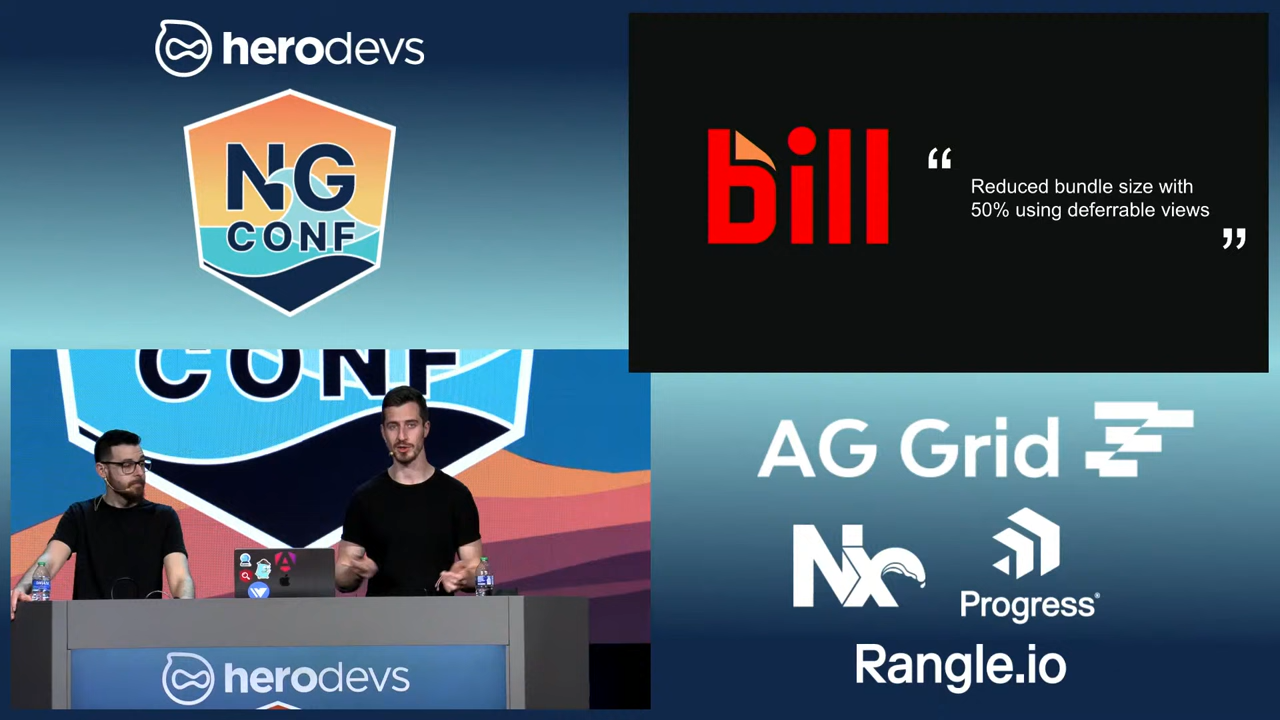 herodevs
NG
CONF
bill
“
Reduced bundle size with
50% using deferrable views
”
CONF
herodevs
AG Grid
Nx
Progress®
Rangle.io